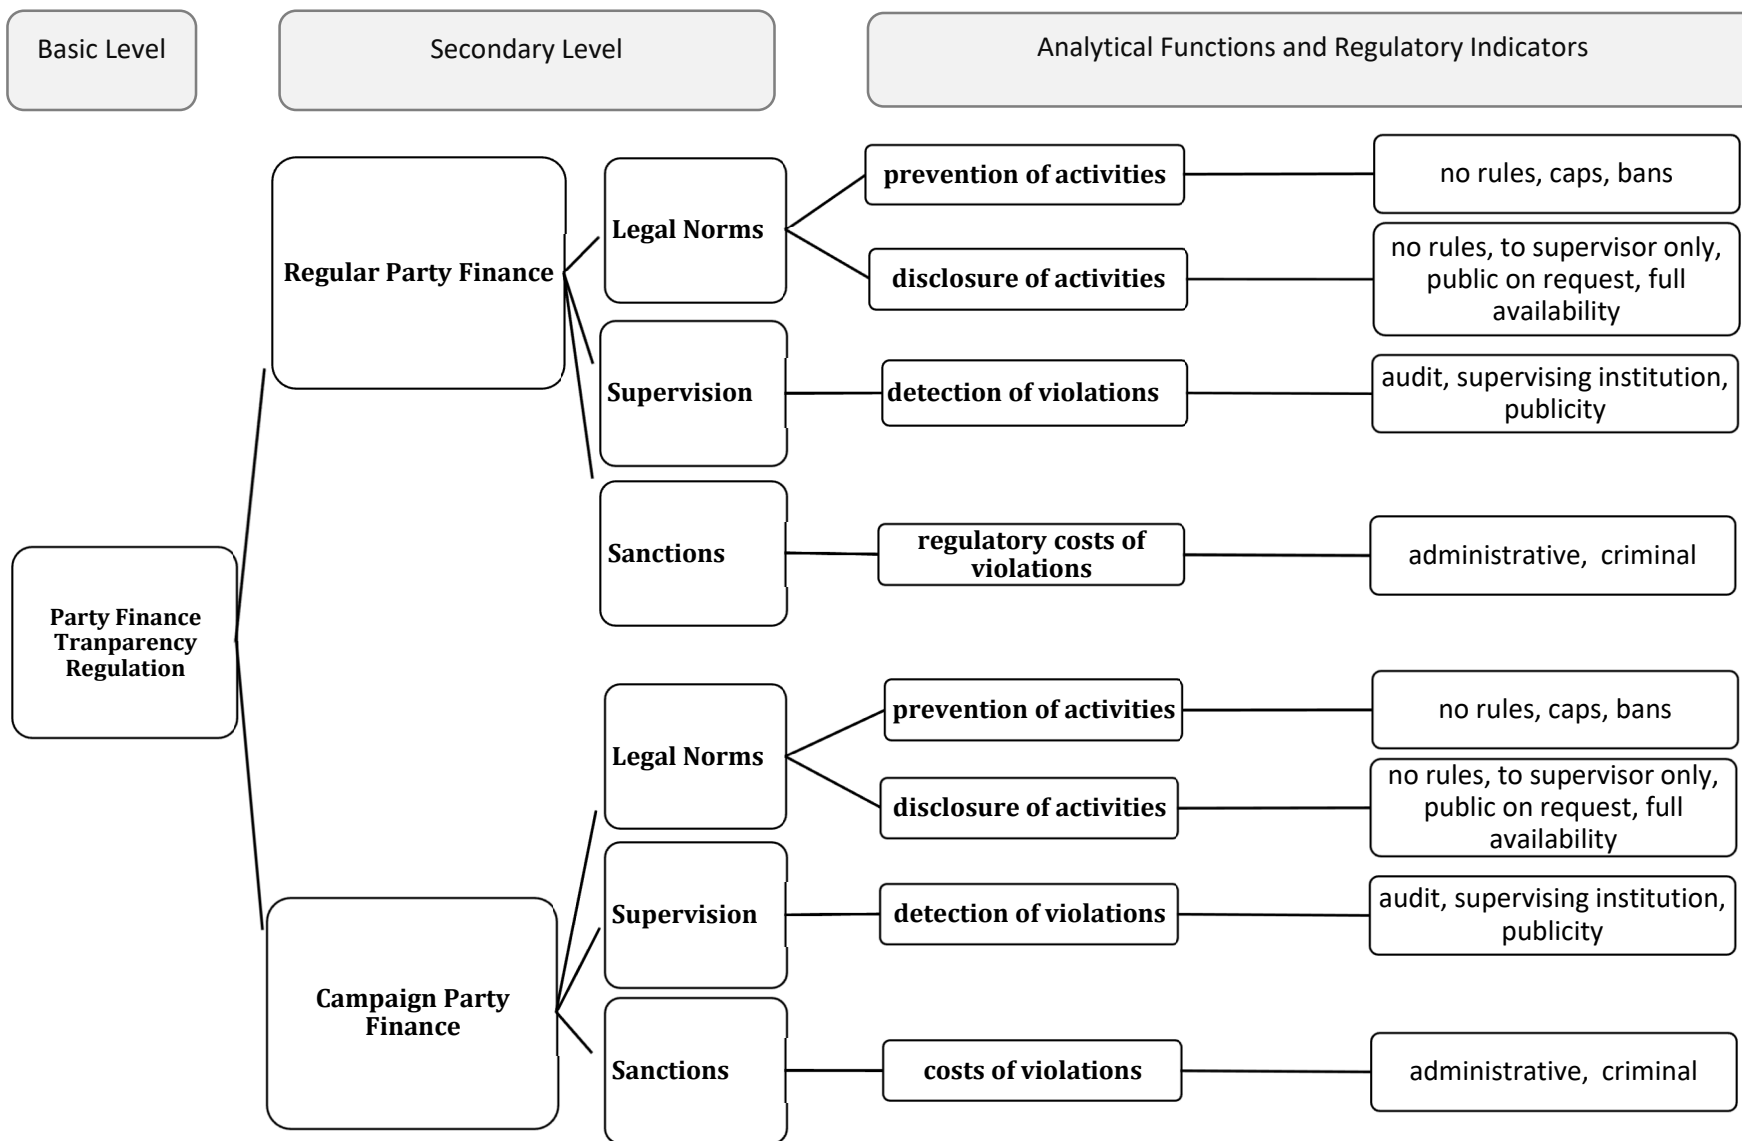 Basic Level
Secondary Level
Analytical Functions and Regulatory Indicators
Party Finance
Tranparency
Regulation
Regular Party Finance
Legal Norms
prevention of activities
no rules, caps, bans
disclosure of activities
no rules, to supervisor only,
public on request, full
availability
Supervision
detection of violations
audit, supervising institution,
publicity
Sanctions
regulatory costs of
violations
administrative,  criminal
Campaign Party
Finance
Legal Norms
prevention of activities
no rules, caps, bans
disclosure of activities
no rules, to supervisor only,
public on request, full
availability
Supervision
detection of violations
audit, supervising institution,
publicity
Sanctions
costs of violations
administrative,  criminal